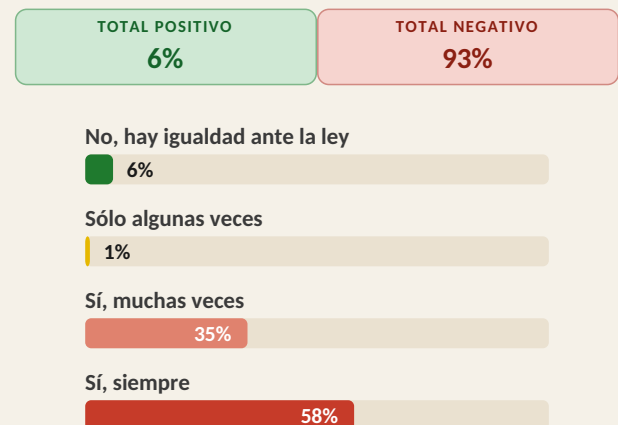 TOTAL POSITIVO
6%
TOTAL NEGATIVO
93%
No, hay igualdad ante la ley
6%
Sólo algunas veces
1%
Sí, muchas veces
35%
Sí, siempre
58%